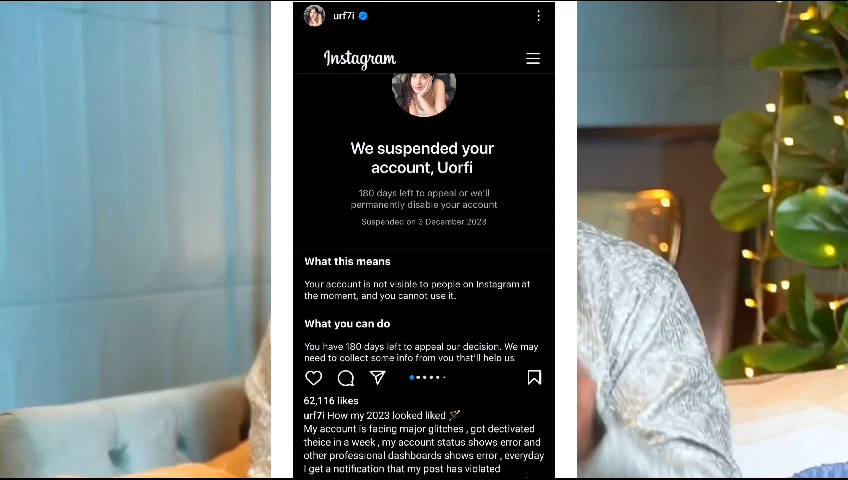 urf7i
Instagram
We suspended your
account, Uorfi
180 days left to appeal or we'll
permanently disable your account
Suspended on 3 December 2023
What this means
Your account is not visible to people on Instagram at
the moment, and you cannot use it.
What you can do
You have 180 days left to appeal our decision. We may
need to collect some info from you that'll help us
62,116 likes
urf7i How my 2023 looked liked
My account is facing major glitches , got dectivated
theice in a week , my account status shows error and
other professional dashboards shows error , everyday
I get a notification that my post has violated